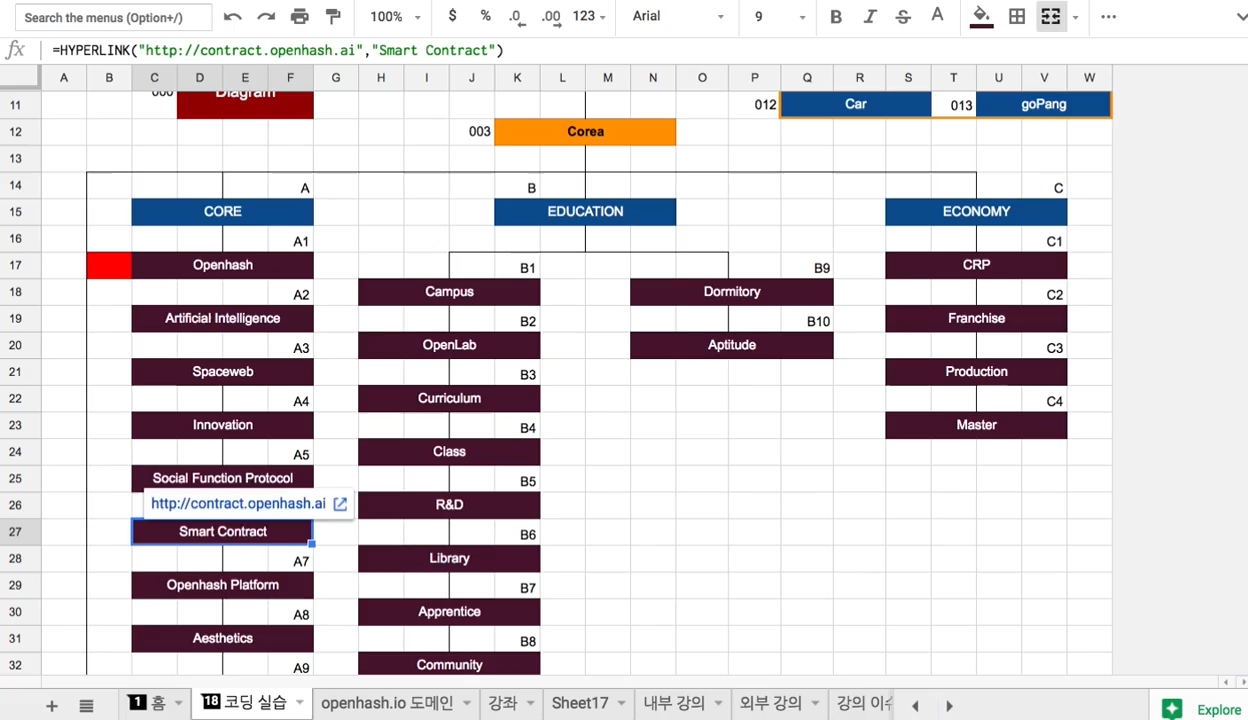 Search the menus (Option+/)
100%
$ % .0 .00 123
Arial
9
B I S A
fx =HYPERLINK("http://contract.openhash.ai","Smart Contract")
A B C D E F G H I J K L M N O P Q R S T U V W
11 000 Diagram 012 Car 013 goPang
12 003 Corea
13
14 A B C
15 CORE EDUCATION ECONOMY
16 A1 C1
17 Openhash B1 B9 CRP
18 A2 Campus Dormitory C2
19 Artificial Intelligence B2 B10 Franchise
20 A3 OpenLab Aptitude C3
21 Spaceweb B3 Production
22 A4 Curriculum C4
23 Innovation B4 Master
24 A5 Class
25 Social Function Protocol B5
26 http://contract.openhash.ai R&D
27 Smart Contract B6
28 A7 Library
29 Openhash Platform B7
30 A8 Apprentice
31 Aesthetics B8
32 A9 Community
1 홈 18 코딩 실습 openhash.io 도메인 강좌 Sheet17 내부 강의 외부 강의 강의 이수 Explore